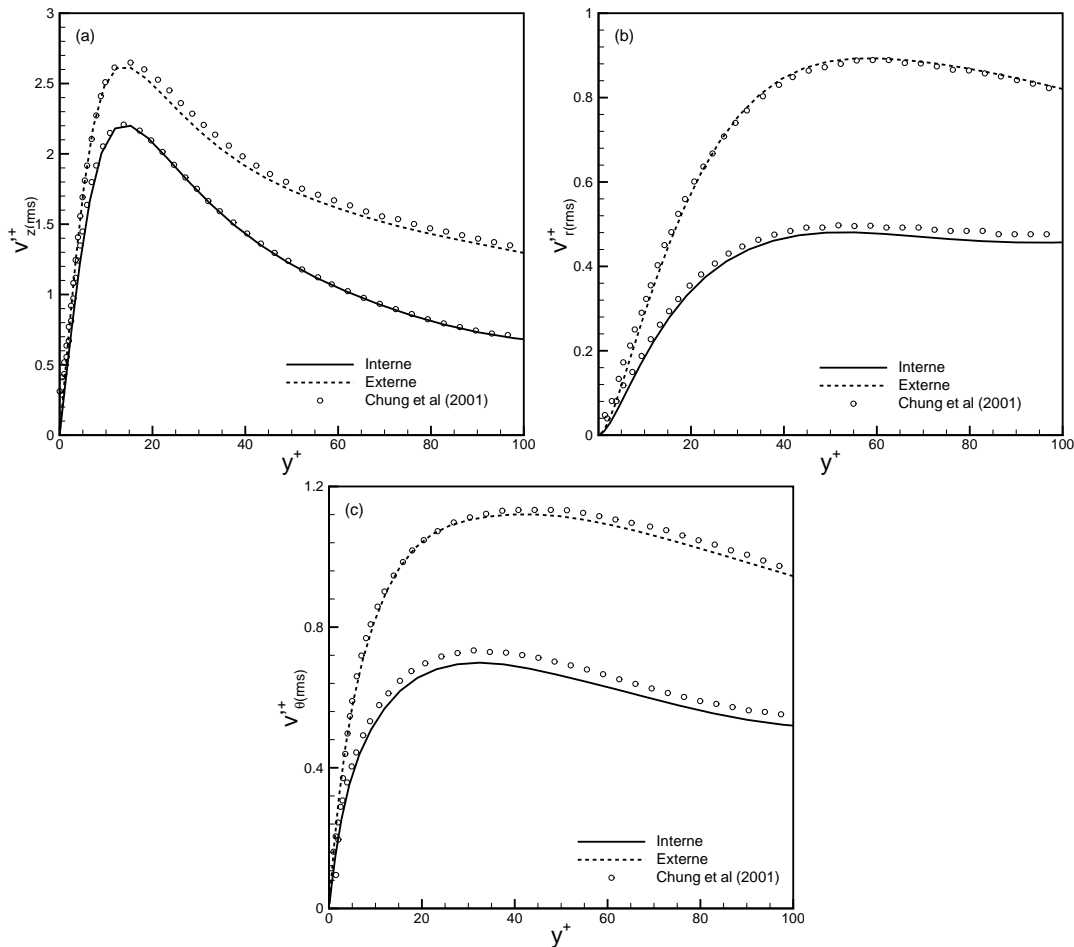 (a)
3
2.5
2
1.5
1
0.5
0
v'+z(rms)
0 20 40 60 80 100
y+
Interne
Externe
Chung et al (2001)
(b)
1
0.8
0.6
0.4
0.2
0
v'+r(rms)
0 20 40 60 80 100
y+
Interne
Externe
Chung et al (2001)
(c)
1.2
0.8
0.4
0
v'+θ(rms)
0 20 40 60 80 100
y+
Interne
Externe
Chung et al (2001)